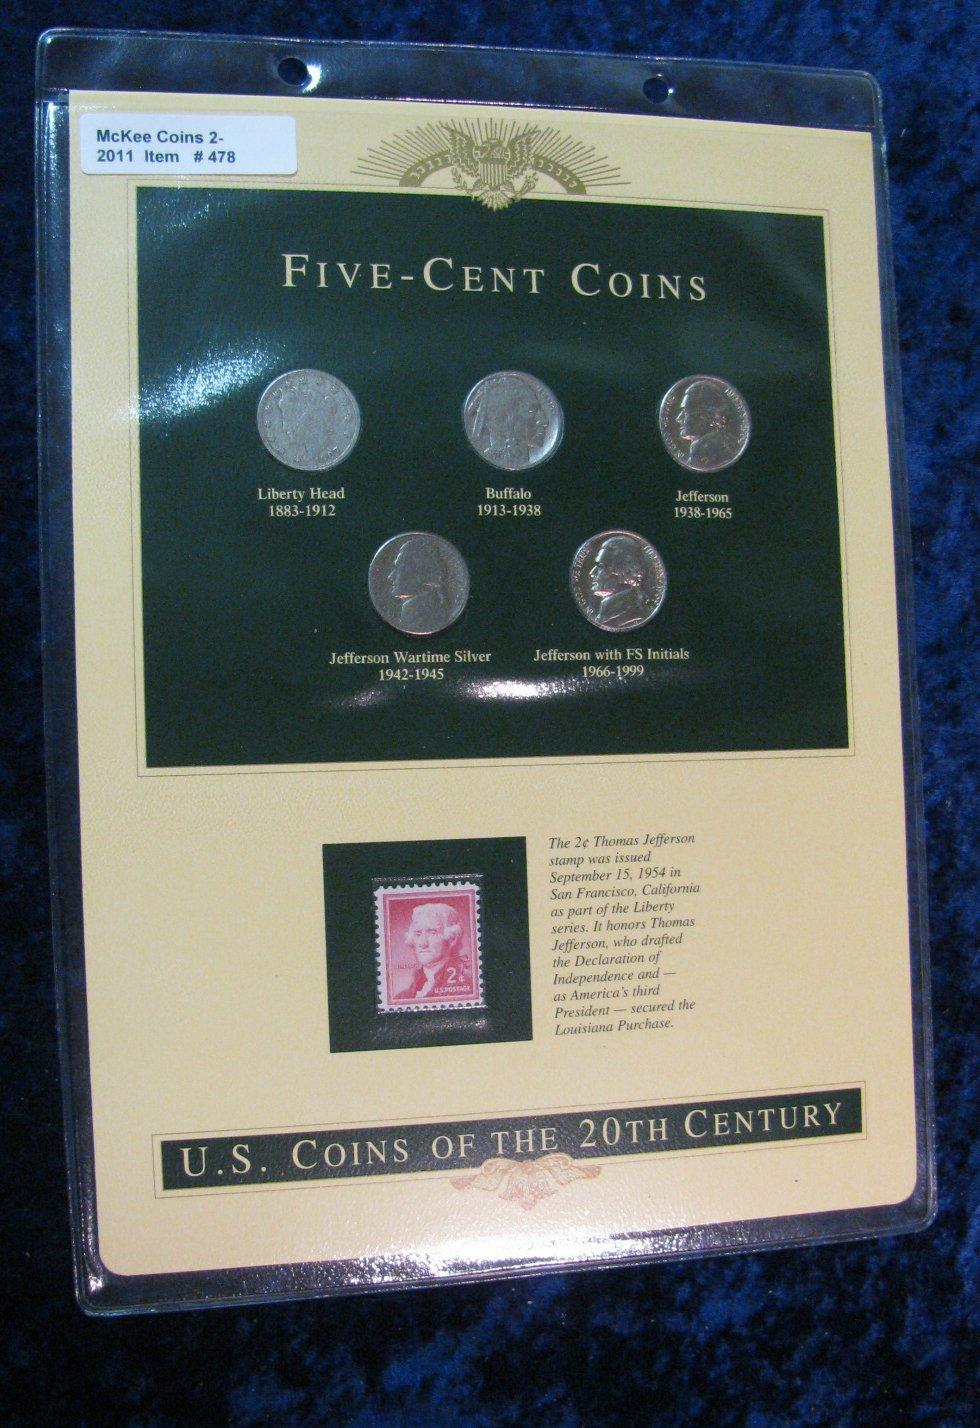 McKee Coins 2-
2011 Item # 478
FIVE-CENT COINS
Liberty Head
1883-1912
Buffalo
1913-1938
Jefferson
1938-1965
Jefferson Wartime Silver
1942-1945
Jefferson with FS Initials
1966-1999
The 2¢ Thomas Jefferson
stamp was issued
September 15, 1954 in
San Francisco, California
as part of the Liberty
series. It honors Thomas
Jefferson, who drafted
the Declaration of
Independence and —
as America's third
President — secured the
Louisiana Purchase.
2¢
U.S. POSTAGE
U.S. COINS OF THE 20TH CENTURY